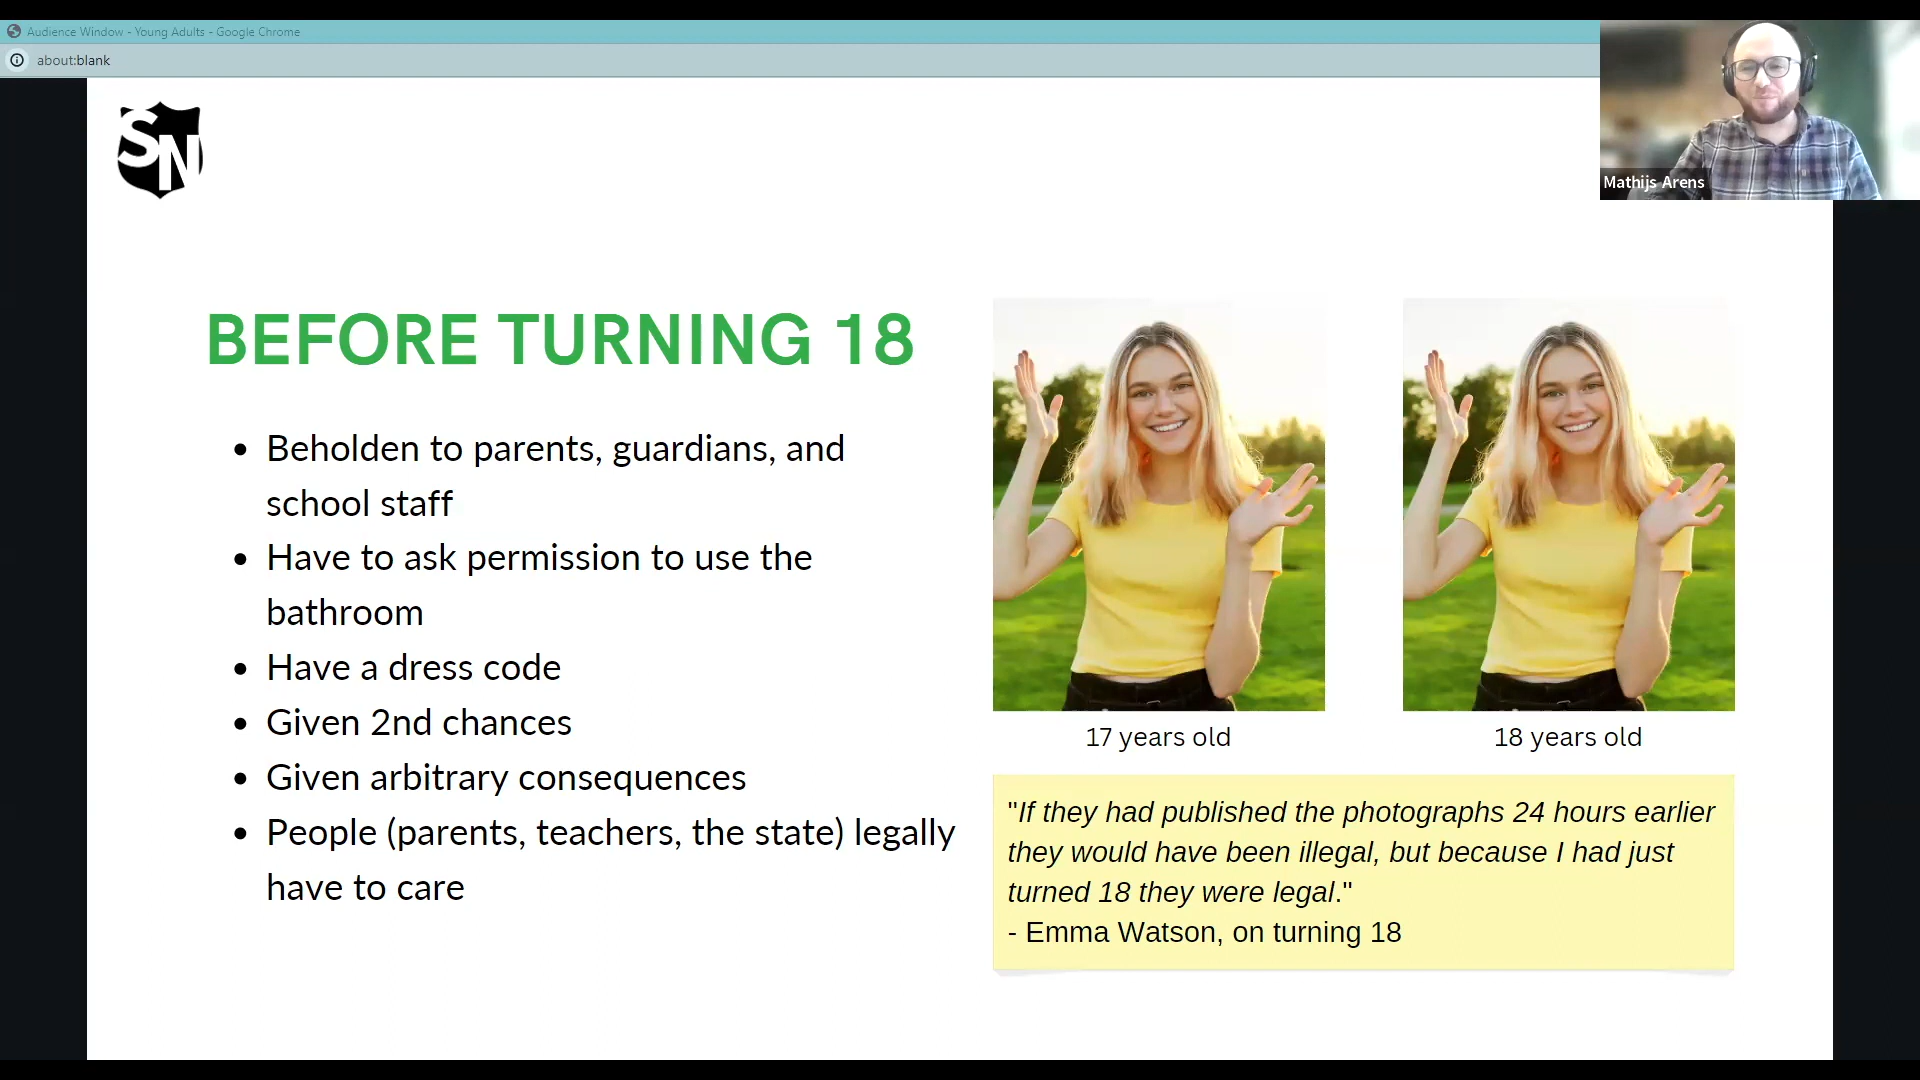 Audience Window - Young Adults - Google Chrome
about:blank
SN
Mathijs Arens
BEFORE TURNING 18
• Beholden to parents, guardians, and
school staff
• Have to ask permission to use the
bathroom
• Have a dress code
• Given 2nd chances
• Given arbitrary consequences
• People (parents, teachers, the state) legally
have to care
17 years old
18 years old
"If they had published the photographs 24 hours earlier
they would have been illegal, but because I had just
turned 18 they were legal."
- Emma Watson, on turning 18